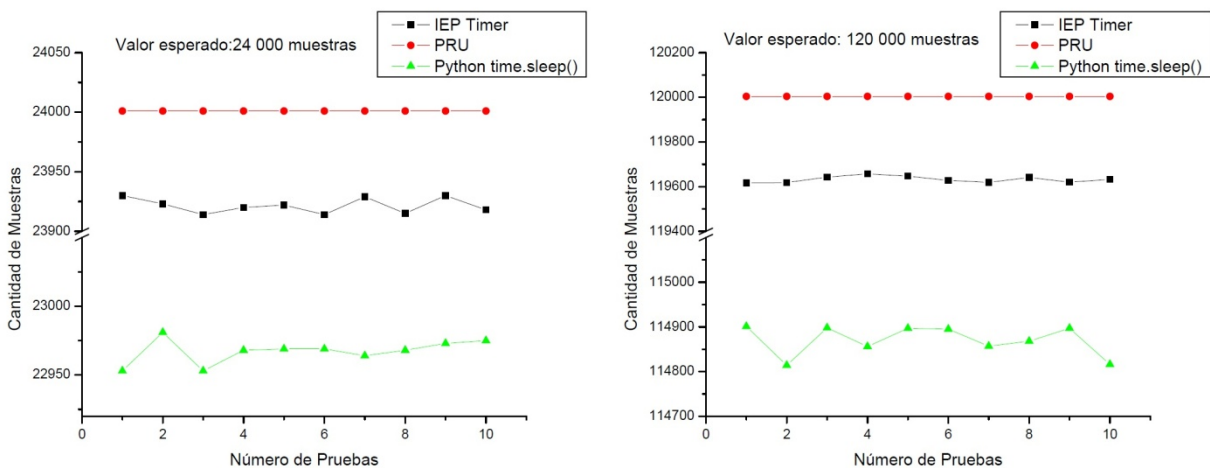 Valor esperado:24 000 muestras
IEP Timer
PRU
Python time.sleep()
Cantidad de Muestras
24050
24000
23950
23900
23000
22950
0 2 4 6 8 10
Número de Pruebas
Valor esperado: 120 000 muestras
IEP Timer
PRU
Python time.sleep()
Cantidad de Muestras
120200
120000
119800
119600
119400
115000
114900
114800
114700
0 2 4 6 8 10
Número de Pruebas